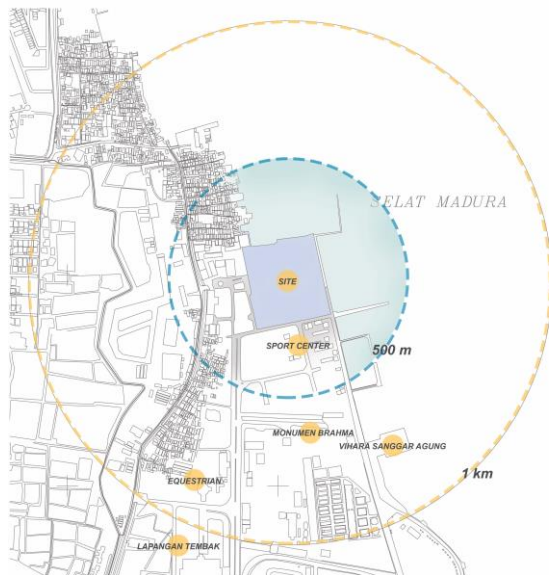 SELAT MADURA
SITE
SPORT CENTER
500 m
MONUMEN BRAHMA
VIHARA SANGGAR AGUNG
1 km
EQUESTRIAN
LAPANGAN TEMBAK